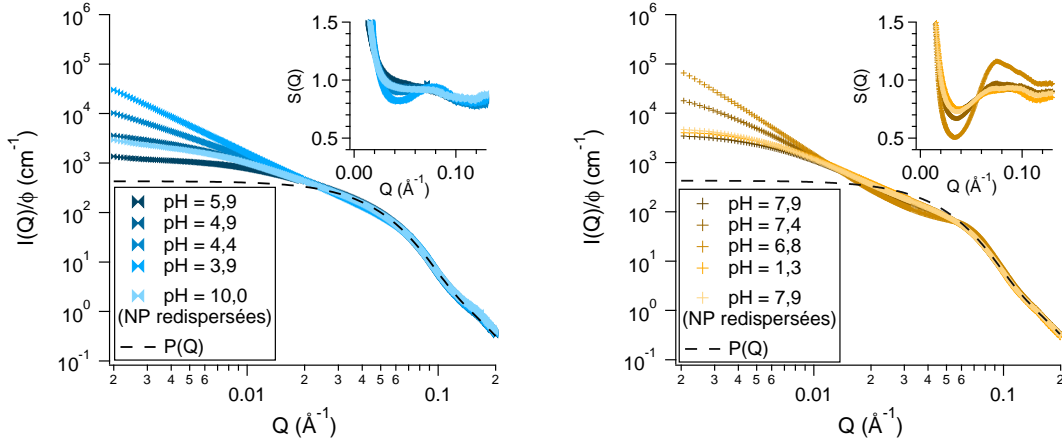 10^6
10^5
10^4
10^3
10^2
10^1
10^0
10^-1
I(Q)/ϕ (cm^-1)
1.5
1.0
0.5
S(Q)
0.00
0.10
Q (Å^-1)
pH = 5,9
pH = 4,9
pH = 4,4
pH = 3,9
pH = 10,0
(NP redispersées)
P(Q)
2 3 4 5 6 0.01 2 3 4 5 6 0.1 2
Q (Å^-1)
10^6
10^5
10^4
10^3
10^2
10^1
10^0
10^-1
I(Q)/ϕ (cm^-1)
1.5
1.0
0.5
S(Q)
0.00
0.10
Q (Å^-1)
pH = 7,9
pH = 7,4
pH = 6,8
pH = 1,3
pH = 7,9
(NP redispersées)
P(Q)
2 3 4 5 6 0.01 2 3 4 5 6 0.1 2
Q (Å^-1)